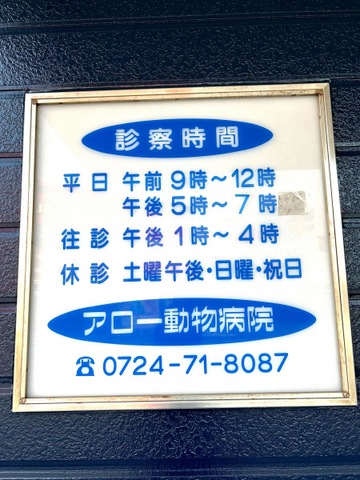 診察時間
平日 午前9時～12時
午後5時～7時
往診 午後1時～4時
休診 土曜午後・日曜・祝日
アロー動物病院
☎0724-71-8087